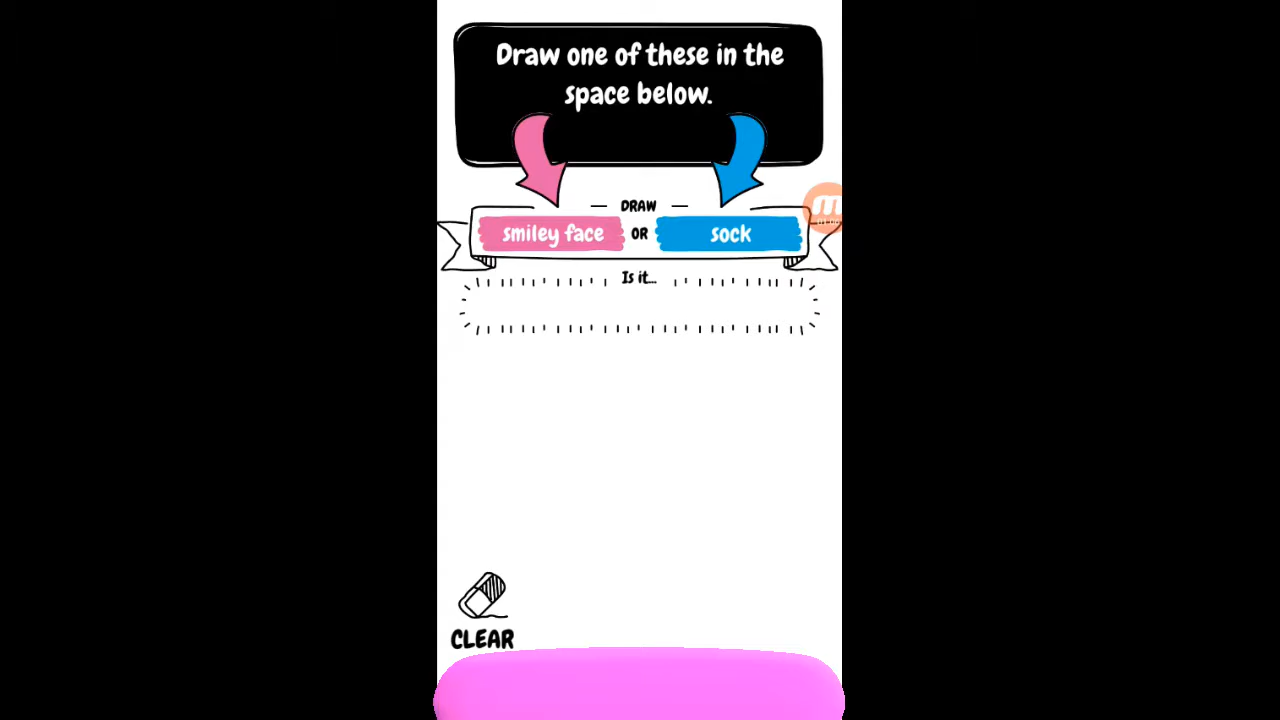 Draw one of these in the
space below.
DRAW
smiley face OR sock
Is it...
CLEAR